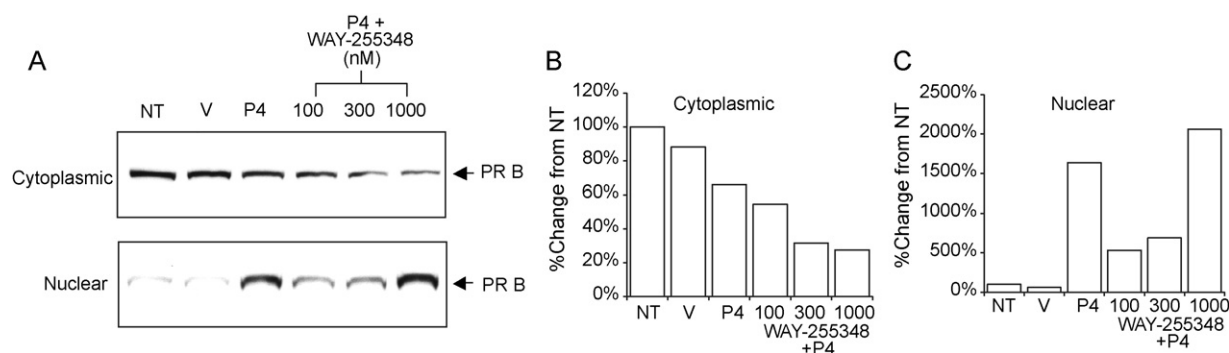 A
P4 +
WAY-255348
(nM)
NT V P4 100 300 1000
Cytoplasmic
PR B
Nuclear
PR B
B
Cytoplasmic
%Change from NT
120%
100%
80%
60%
40%
20%
0%
NT V P4 100 300 1000
WAY-255348
+P4
C
Nuclear
%Change from NT
2500%
2000%
1500%
1000%
500%
0%
NT V P4 100 300 1000
WAY-255348
+P4